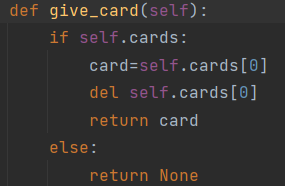 def give_card(self):
    if self.cards:
        card=self.cards[0]
        del self.cards[0]
        return card
    else:
        return None